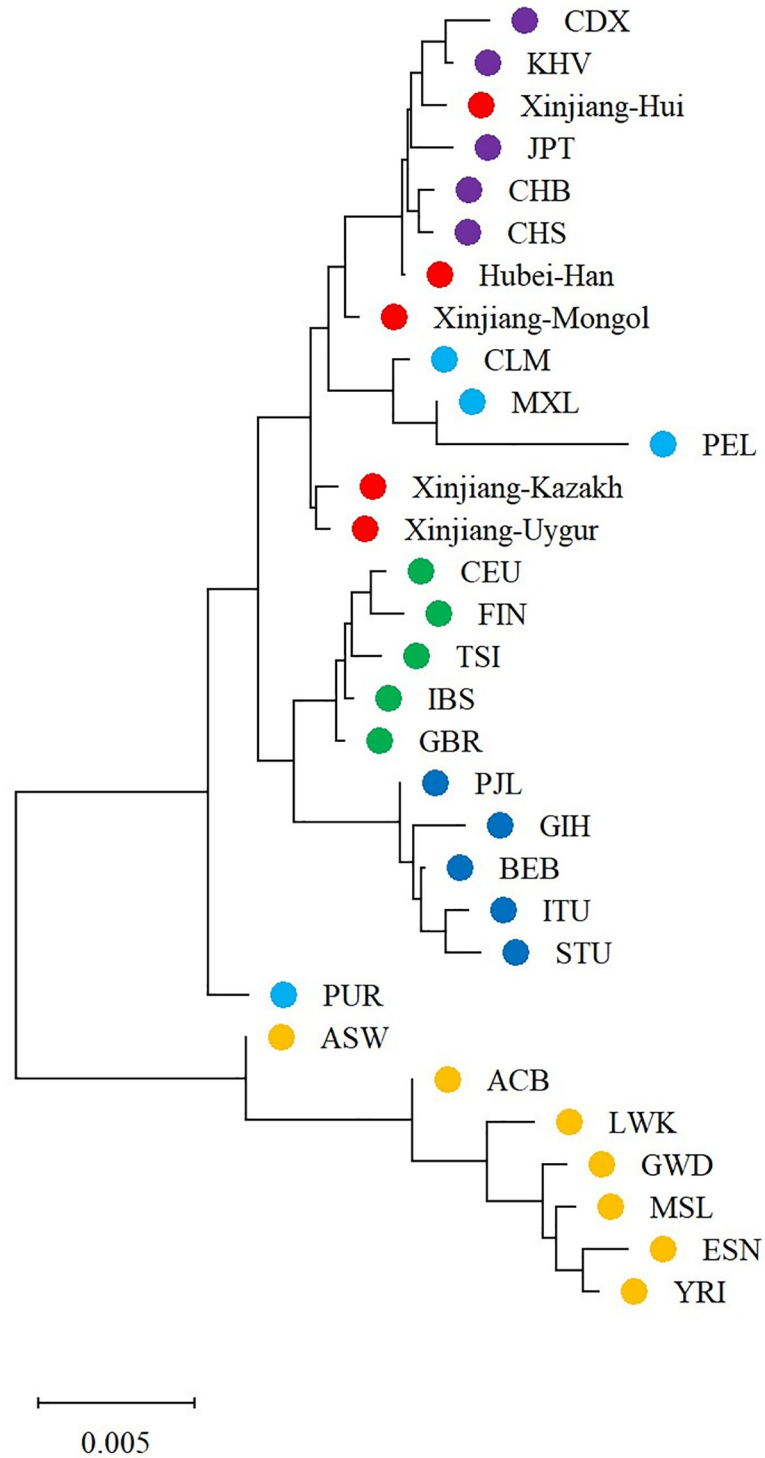 CDX
KHV
Xinjiang-Hui
JPT
CHB
CHS
Hubei-Han
Xinjiang-Mongol
CLM
MXL
PEL
Xinjiang-Kazakh
Xinjiang-Uygur
CEU
FIN
TSI
IBS
GBR
PJL
GIH
BEB
ITU
STU
PUR
ASW
ACB
LWK
GWD
MSL
ESN
YRI
0.005